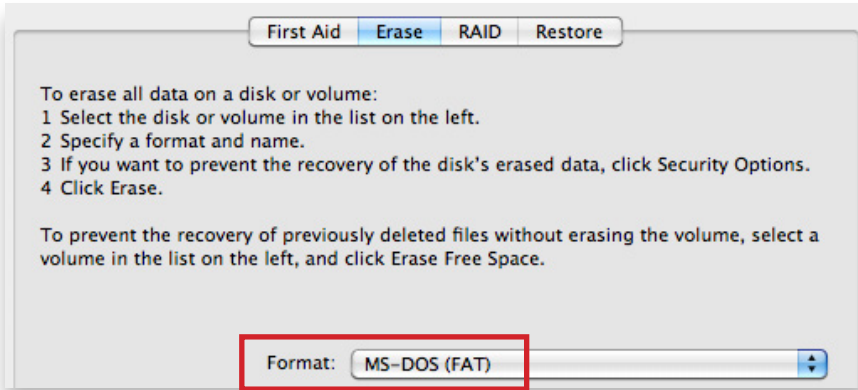 First Aid Erase RAID Restore
To erase all data on a disk or volume:
1 Select the disk or volume in the list on the left.
2 Specify a format and name.
3 If you want to prevent the recovery of the disk's erased data, click Security Options.
4 Click Erase.
To prevent the recovery of previously deleted files without erasing the volume, select a
volume in the list on the left, and click Erase Free Space.
Format: MS-DOS (FAT)